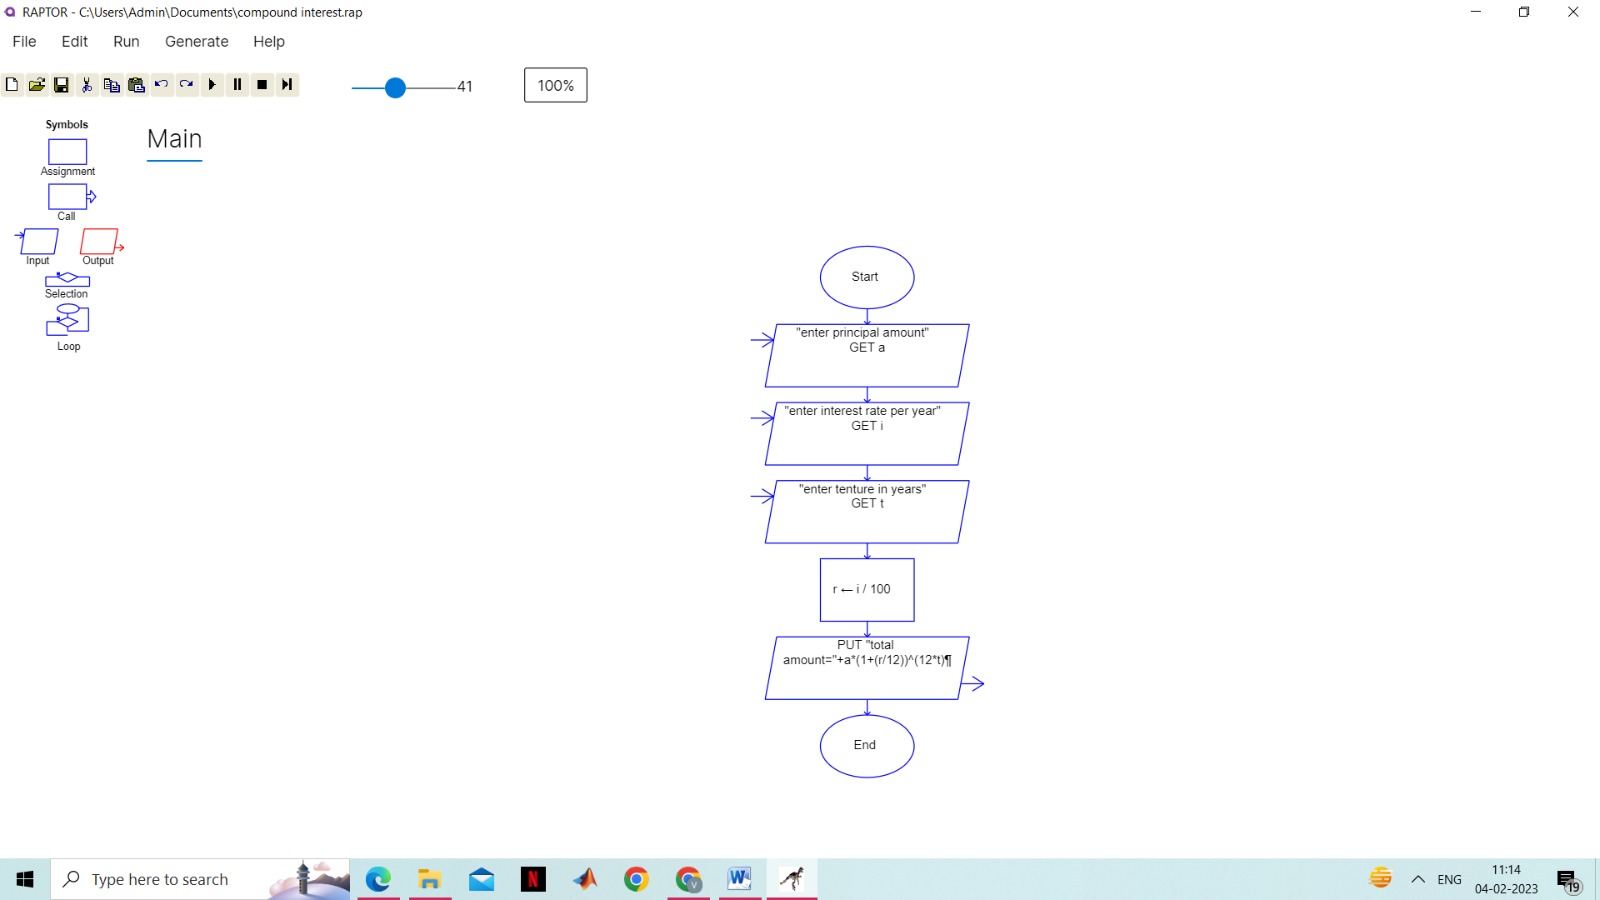 RAPTOR - C:\Users\Admin\Documents\compound interest.rap
File Edit Run Generate Help
41
100%
Symbols
Assignment
Call
Input Output
Selection
Loop
Main
Start
"enter principal amount"
GET a
"enter interest rate per year"
GET i
"enter tenture in years"
GET t
r ← i / 100
PUT "total
amount="+a*(1+(r/12))^(12*t)¶
End
Type here to search
N
V
W
ENG
11:14
04-02-2023
19